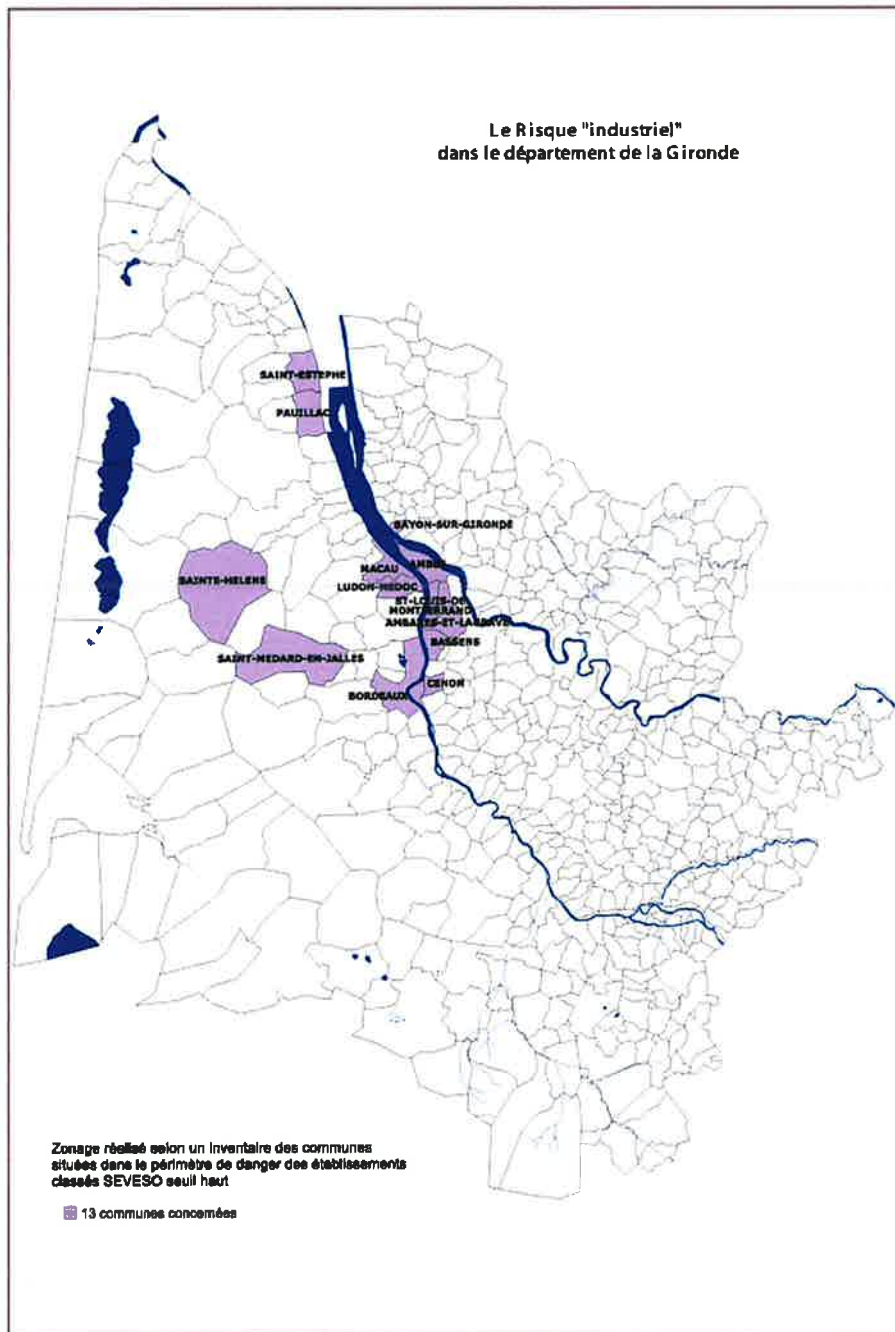 Le Risque "industriel"
dans le département de la Gironde
SAINT-ESTEPHE
PAUILLAC
BAYON-SUR-GIRONDE
MACAU
AMBES
SAINTE-HELENE
LUDON-MEDOC
ST-LOUIS-DE
MONTFERRAND
AMBARES-ET-LAGRAVE
BASSENS
SAINT-MEDARD-EN-JALLES
CENON
BORDEAUX
Zonage réalisé selon un inventaire des communes
situées dans le périmètre de danger des établissements
classés SEVESO seuil haut
13 communes concernées